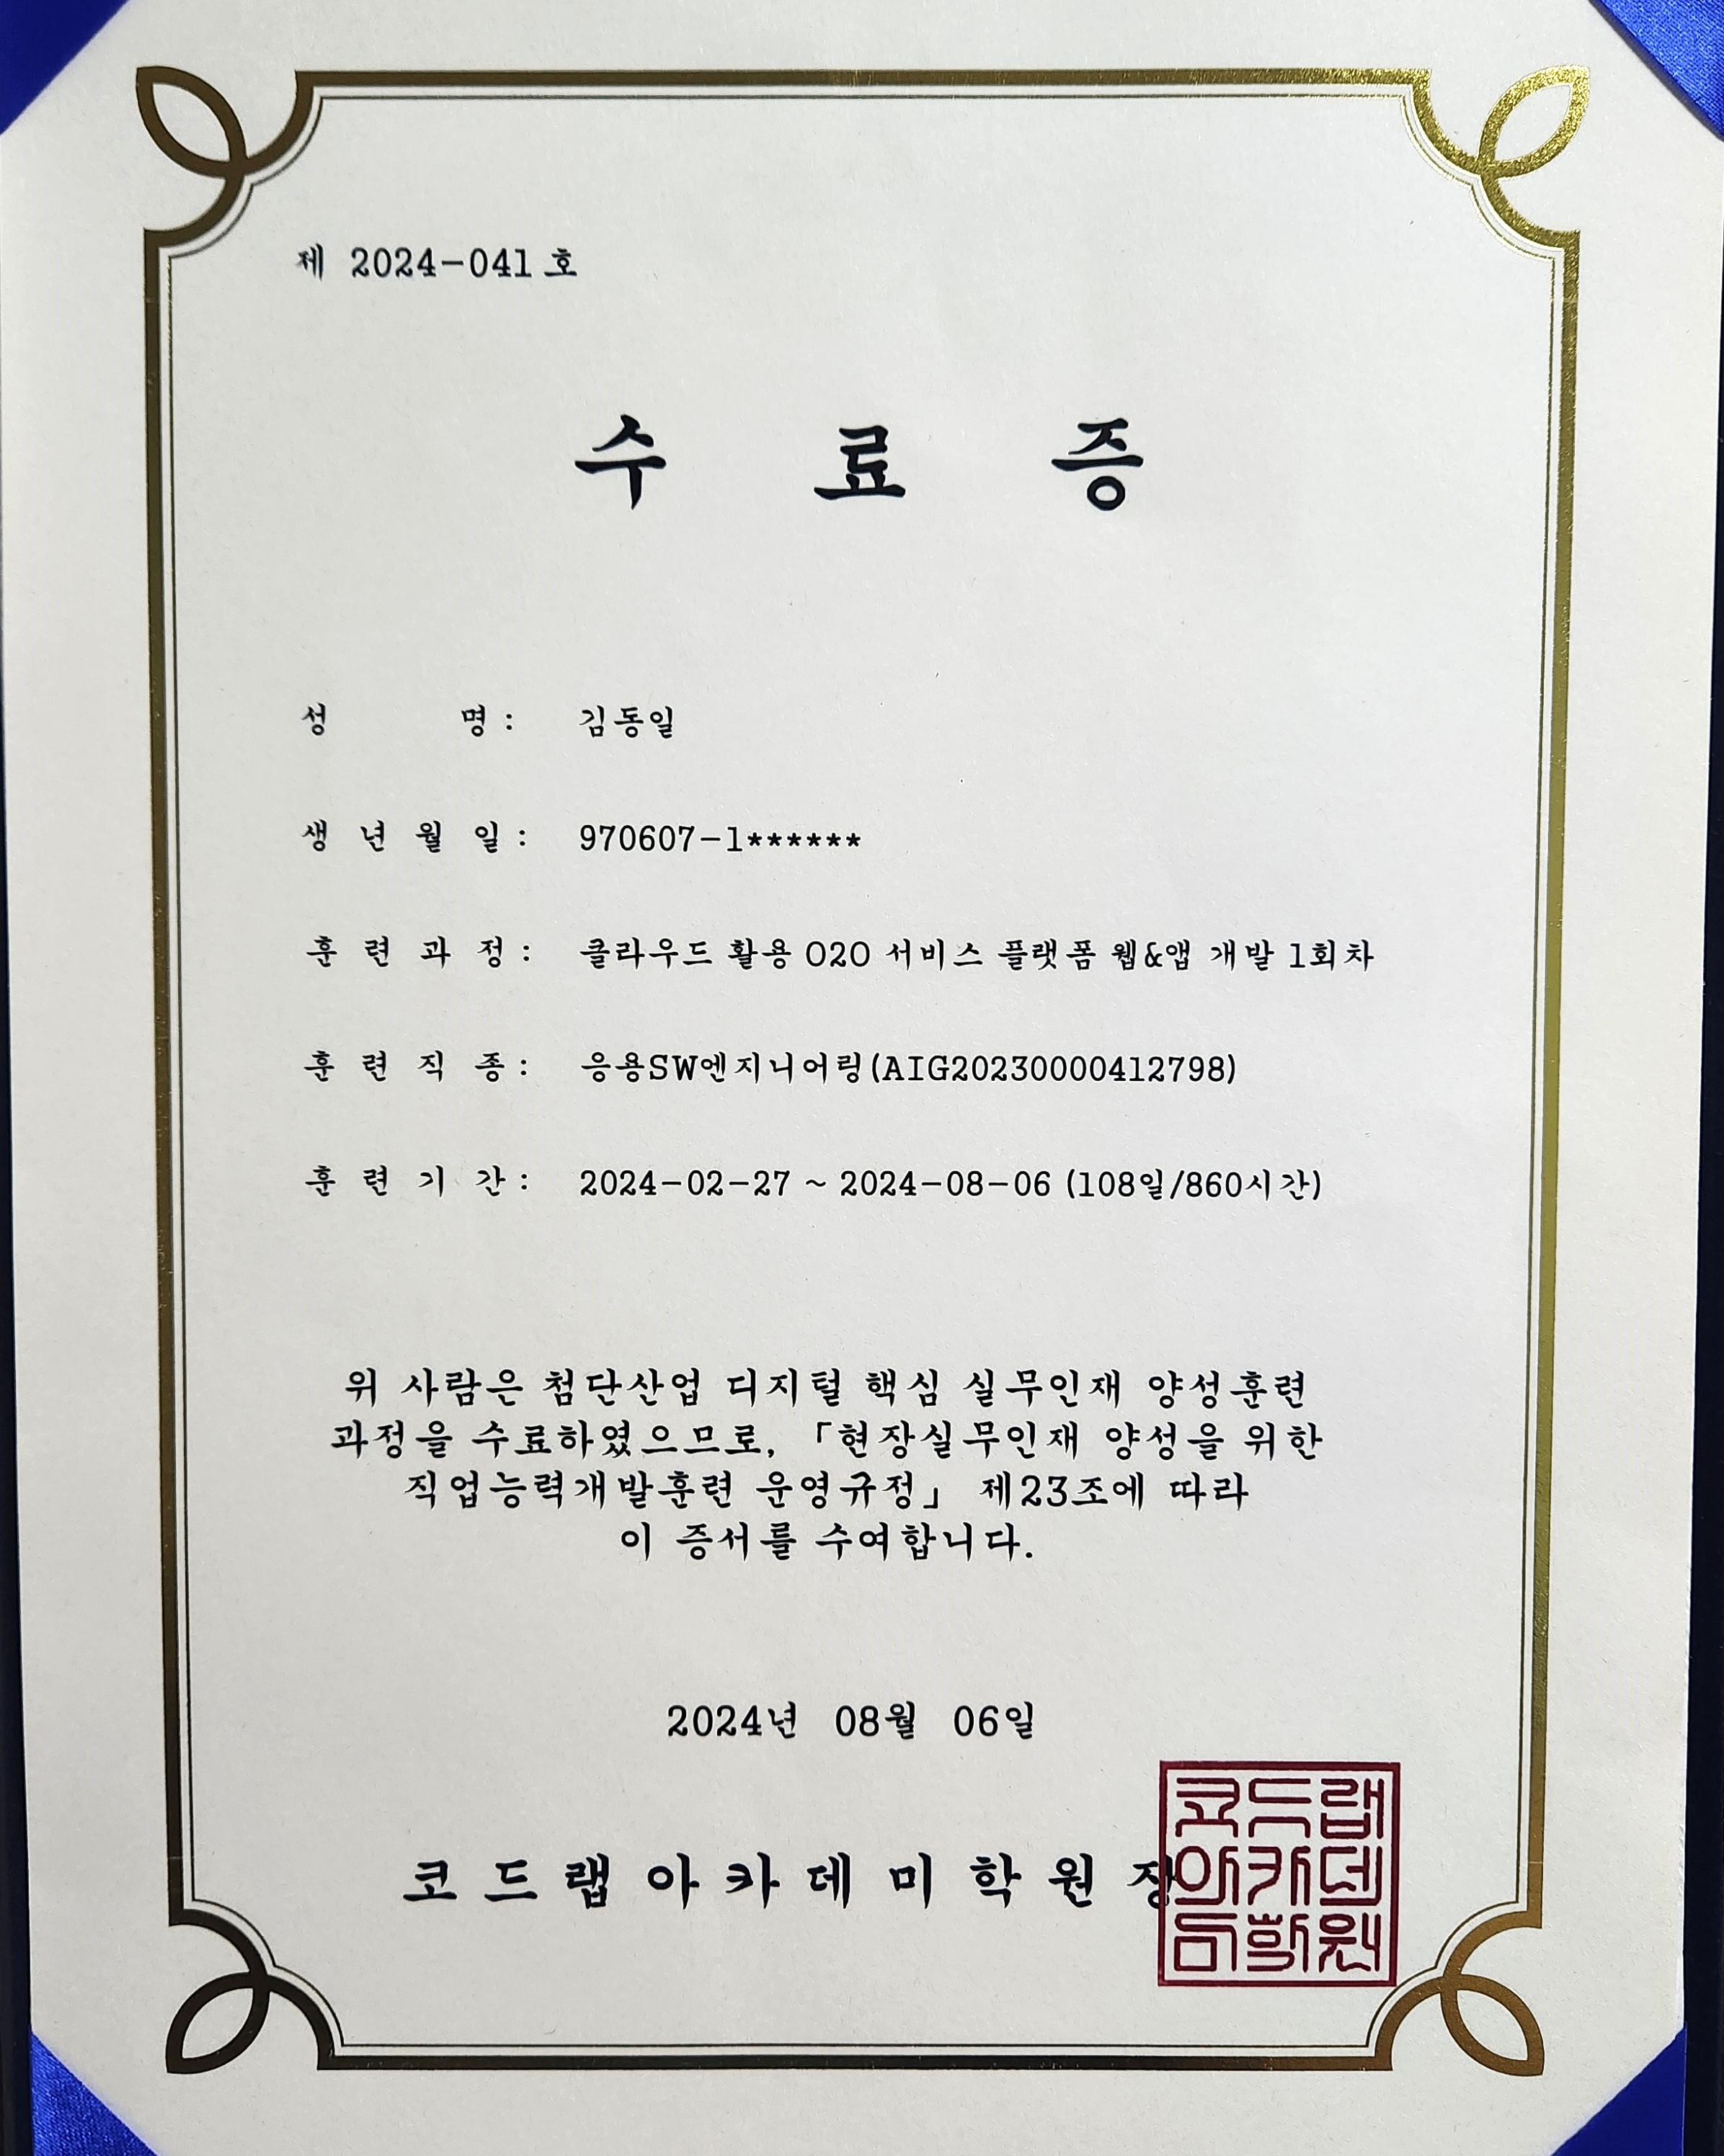 제 2024-041 호
수 료 증
성 명 : 김동일
생 년 월 일 : 970607-1******
훈 련 과 정 : 클라우드 활용 O2O 서비스 플랫폼 웹&앱 개발 1회차
훈 련 직 종 : 응용SW엔지니어링(AIG20230000412798)
훈 련 기 간 : 2024-02-27 ~ 2024-08-06 (108일/860시간)
위 사람은 첨단산업 디지털 핵심 실무인재 양성훈련
과정을 수료하였으므로, 「현장실무인재 양성을 위한
직업능력개발훈련 운영규정」 제23조에 따라
이 증서를 수여합니다.
2024년 08월 06일
코 드 랩 아 카 데 미 학 원 장
코드랩
아카데
미학원